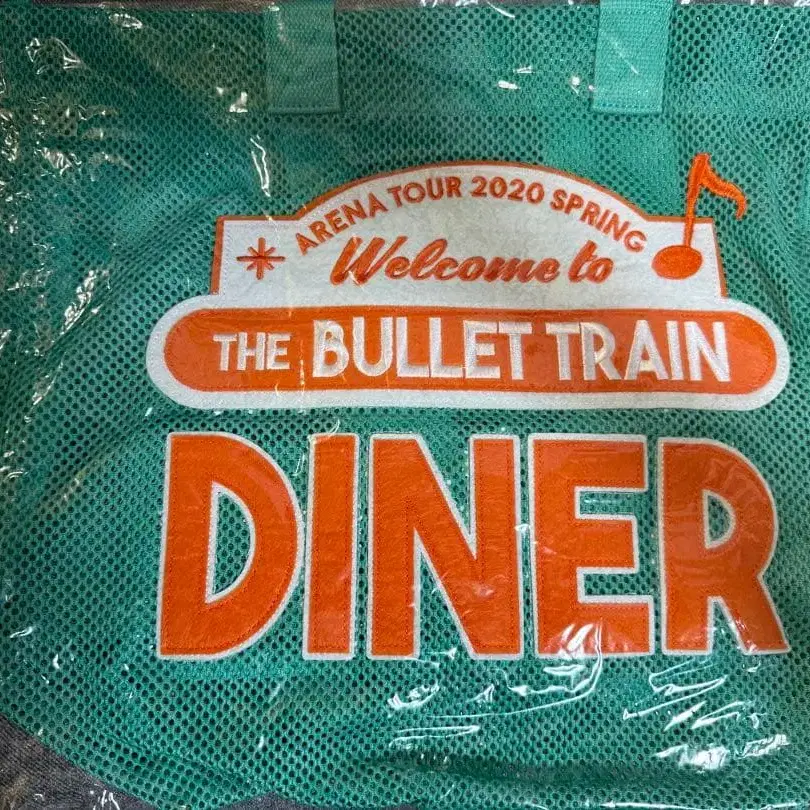 ARENA TOUR 2020 SPRING
Welcome to
THE BULLET TRAIN
DINER